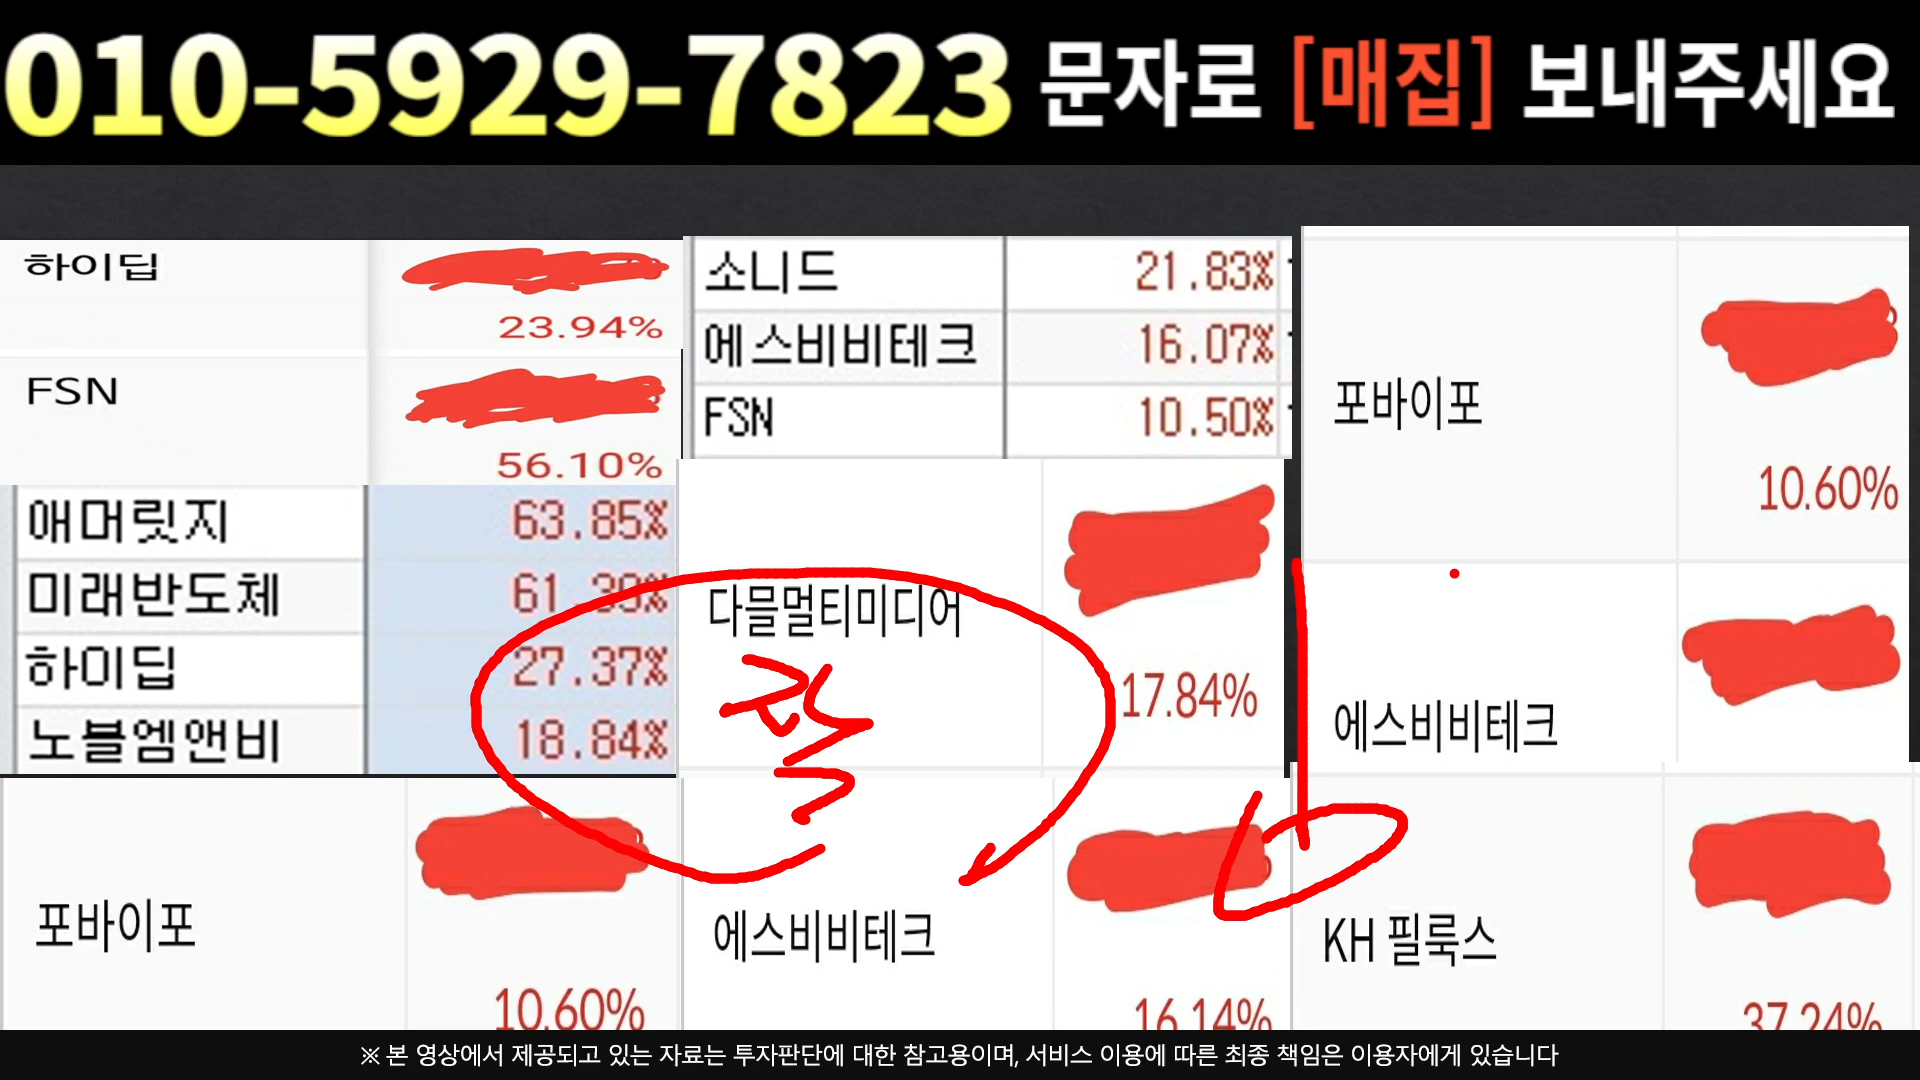 010-5929-7823 문자로 [매집] 보내주세요
하이딥
23.94%
FSN
56.10%
애머릿지 63.85%
미래반도체 61.39%
하이딥 27.37%
노블엠앤비 18.84%
소니드 21.83%
에스비비테크 16.07%
FSN 10.50%
다믈멀티미디어
17.84%
포바이포
10.60%
에스비비테크
포바이포
10.60%
에스비비테크
16.14%
KH 필룩스
37.24%
※ 본 영상에서 제공되고 있는 자료는 투자판단에 대한 참고용이며, 서비스 이용에 따른 최종 책임은 이용자에게 있습니다